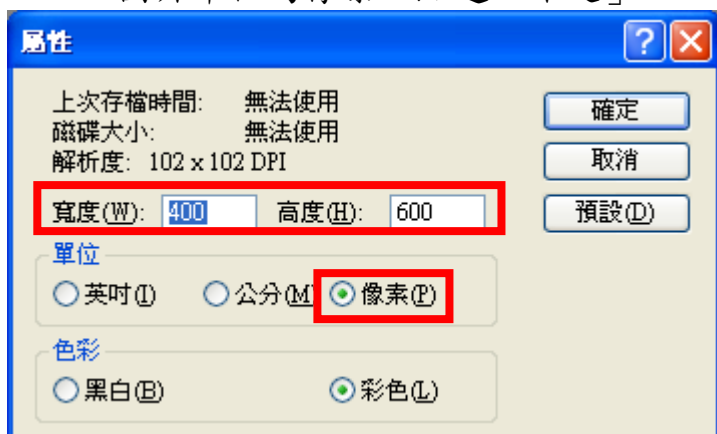 屬性
上次存檔時間: 無法使用
磁碟大小: 無法使用
解析度: 102 x 102 DPI
確定
取消
預設(D)
寬度(W): 400 高度(H): 600
單位
英吋(I) 公分(M 像素(P)
色彩
黑白(B) 彩色(L)